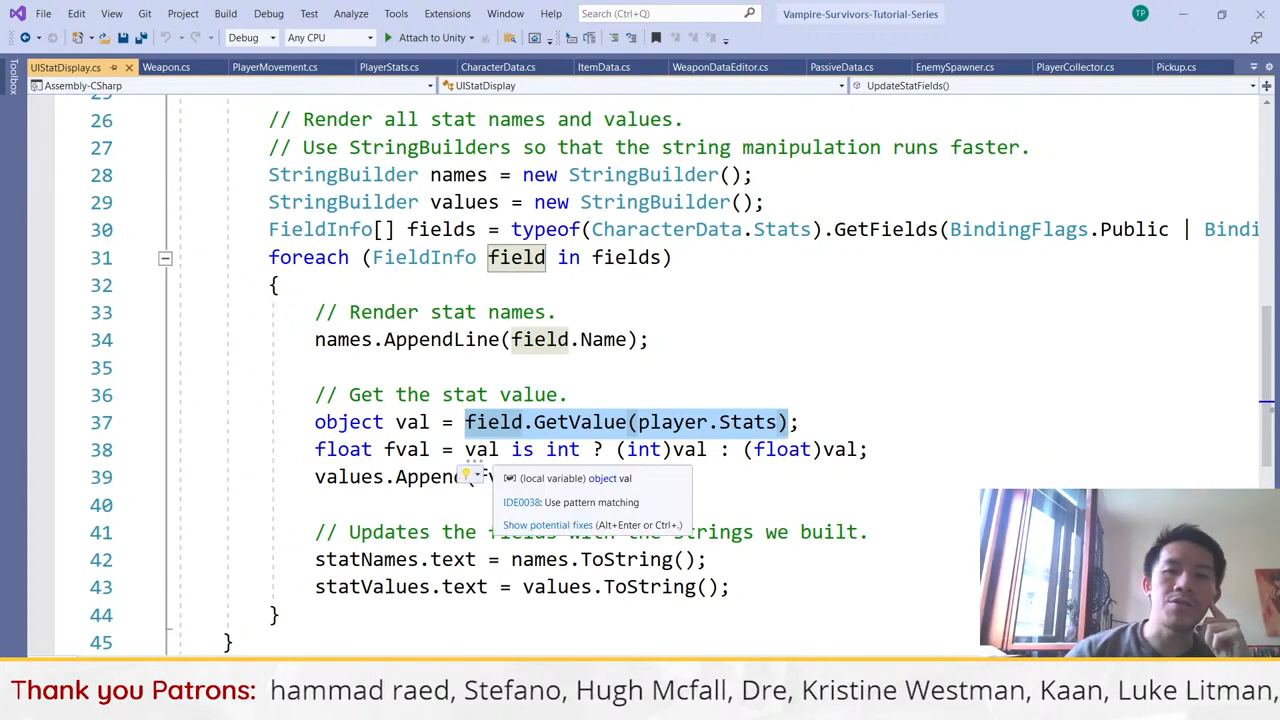 File Edit View Git Project Build Debug Test Analyze Tools Extensions Window Help Search (Ctrl+Q) Vampire-Survivors-Tutorial-Series TP
Debug Any CPU Attach to Unity
UIStatDisplay.cs Weapon.cs PlayerMovement.cs PlayerStats.cs CharacterData.cs ItemData.cs WeaponDataEditor.cs PassiveData.cs EnemySpawner.cs PlayerCollector.cs Pickup.cs
Toolbox
Assembly-CSharp UIStatDisplay UpdateStatFields()
26 // Render all stat names and values.
27 // Use StringBuilders so that the string manipulation runs faster.
28 StringBuilder names = new StringBuilder();
29 StringBuilder values = new StringBuilder();
30 FieldInfo[] fields = typeof(CharacterData.Stats).GetFields(BindingFlags.Public | Bindi
31 foreach (FieldInfo field in fields)
32 {
33 // Render stat names.
34 names.AppendLine(field.Name);
35
36 // Get the stat value.
37 object val = field.GetValue(player.Stats);
38 float fval = val is int ? (int)val : (float)val;
39 values.Append(
(local variable) object val
IDE0038: Use pattern matching
Show potential fixes (Alt+Enter or Ctrl+.)
40
41 // Updates the fields with the strings we built.
42 statNames.text = names.ToString();
43 statValues.text = values.ToString();
44 }
45 }
Thank you Patrons: hammad raed, Stefano, Hugh Mcfall, Dre, Kristine Westman, Kaan, Luke Litman,